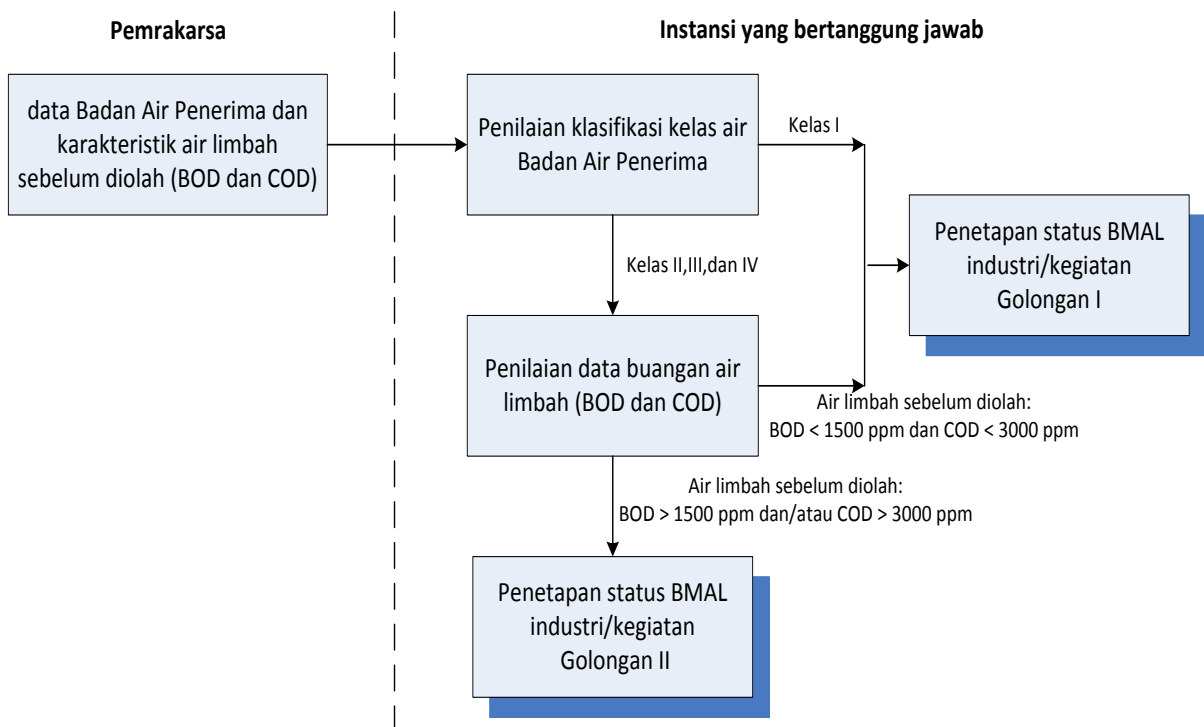 Pemrakarsa
Instansi yang bertanggung jawab
data Badan Air Penerima dan
karakteristik air limbah
sebelum diolah (BOD dan COD)
Penilaian klasifikasi kelas air
Badan Air Penerima
Kelas I
Penetapan status BMAL
industri/kegiatan
Golongan I
Kelas II,III,dan IV
Penilaian data buangan air
limbah (BOD dan COD)
Air limbah sebelum diolah:
BOD < 1500 ppm dan COD < 3000 ppm
Air limbah sebelum diolah:
BOD > 1500 ppm dan/atau COD > 3000 ppm
Penetapan status BMAL
industri/kegiatan
Golongan II